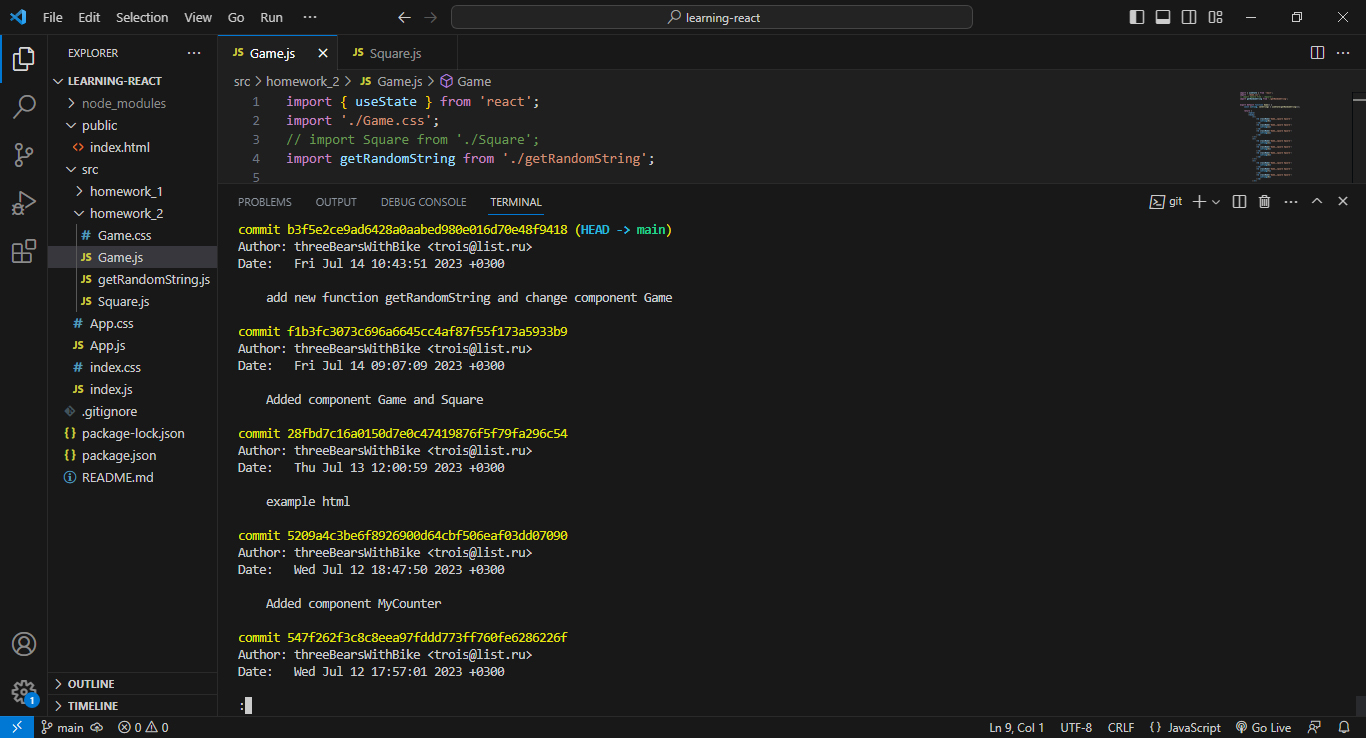 File Edit Selection View Go Run ··· learning-react
EXPLORER ···
LEARNING-REACT
node_modules
public
<> index.html
src
homework_1
homework_2
# Game.css
JS Game.js
JS getRandomString.js
JS Square.js
# App.css
JS App.js
# index.css
JS index.js
.gitignore
{} package-lock.json
{} package.json
README.md
OUTLINE
TIMELINE
1
JS Game.js JS Square.js
src > homework_2 > JS Game.js > Game
1 import { useState } from 'react';
2 import './Game.css';
3 // import Square from './Square';
4 import getRandomString from './getRandomString';
5
PROBLEMS OUTPUT DEBUG CONSOLE TERMINAL git
commit b3f5e2ce9ad6428a0aabed980e016d70e48f9418 (HEAD -> main)
Author: threeBearsWithBike <trois@list.ru>
Date:   Fri Jul 14 10:43:51 2023 +0300
add new function getRandomString and change component Game
commit f1b3fc3073c696a6645cc4af87f55f173a5933b9
Author: threeBearsWithBike <trois@list.ru>
Date:   Fri Jul 14 09:07:09 2023 +0300
Added component Game and Square
commit 28fbd7c16a0150d7e0c47419876f5f79fa296c54
Author: threeBearsWithBike <trois@list.ru>
Date:   Thu Jul 13 12:00:59 2023 +0300
example html
commit 5209a4c3be6f8926900d64cbf506eaf03dd07090
Author: threeBearsWithBike <trois@list.ru>
Date:   Wed Jul 12 18:47:50 2023 +0300
Added component MyCounter
commit 547f262f3c8c8eea97fddd773ff760fe6286226f
Author: threeBearsWithBike <trois@list.ru>
Date:   Wed Jul 12 17:57:01 2023 +0300
:
main 0 0 Ln 9, Col 1 UTF-8 CRLF {} JavaScript Go Live